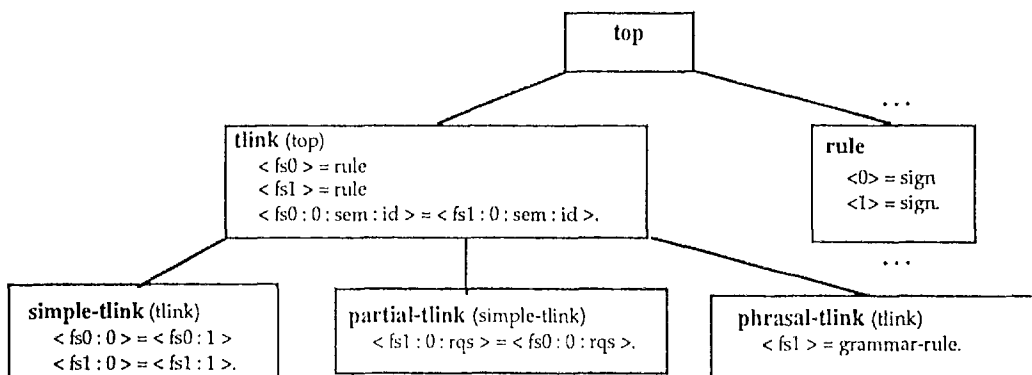 top
...
tlink (top)
< fs0 > = rule
< fs1 > = rule
< fs0 : 0 : sem : id > = < fs1 : 0 : sem : id >.
rule
<0> = sign
<1> = sign.
...
simple-tlink (tlink)
< fs0 : 0 > = < fs0 : 1 >
< fs1 : 0 > = < fs1 : 1 >.
partial-tlink (simple-tlink)
< fs1 : 0 : rqs > = < fs0 : 0 : rqs >.
phrasal-tlink (tlink)
< fs1 > = grammar-rule.